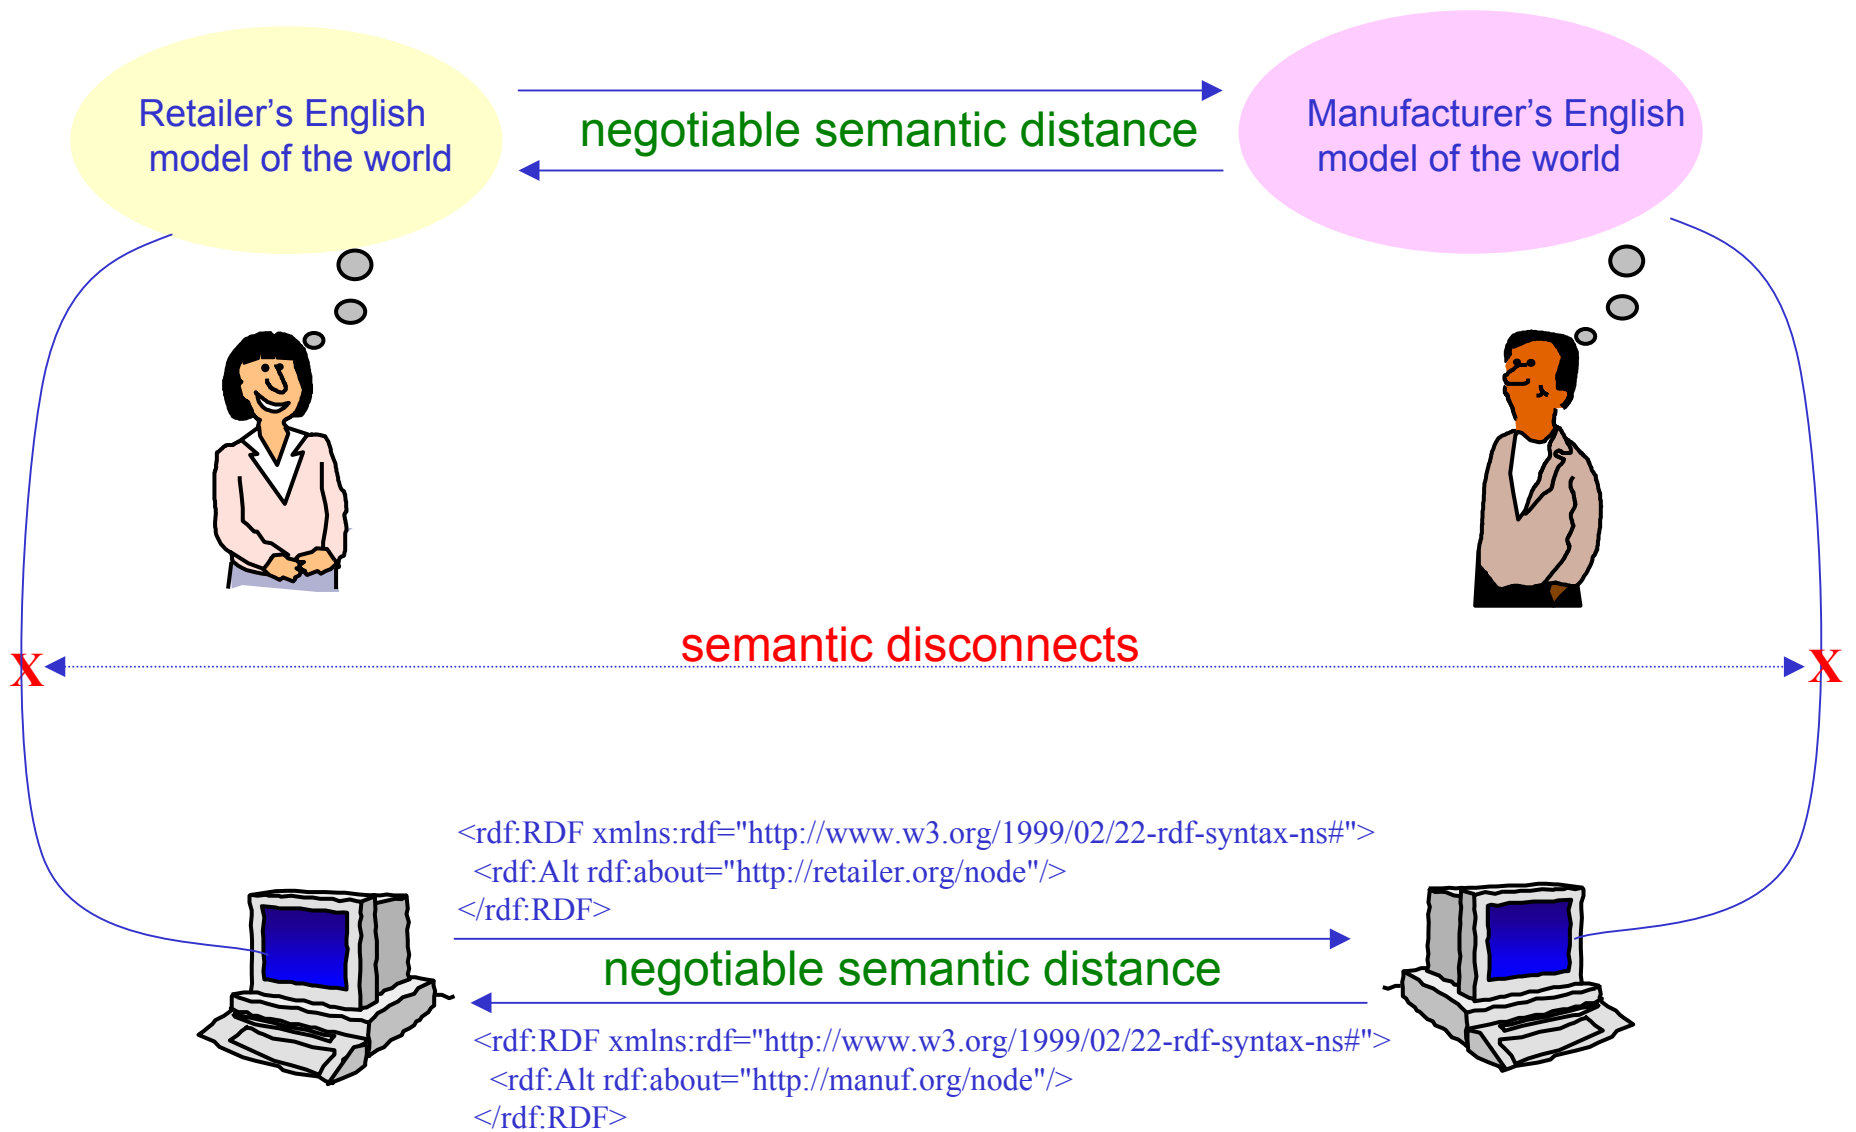 Retailer’s English
model of the world
negotiable semantic distance
Manufacturer’s English
model of the world
semantic disconnects
X
X
<rdf:RDF xmlns:rdf="http://www.w3.org/1999/02/22-rdf-syntax-ns#">
<rdf:Alt rdf:about="http://retailer.org/node"/>
</rdf:RDF>
negotiable semantic distance
<rdf:RDF xmlns:rdf="http://www.w3.org/1999/02/22-rdf-syntax-ns#">
<rdf:Alt rdf:about="http://manuf.org/node"/>
</rdf:RDF>